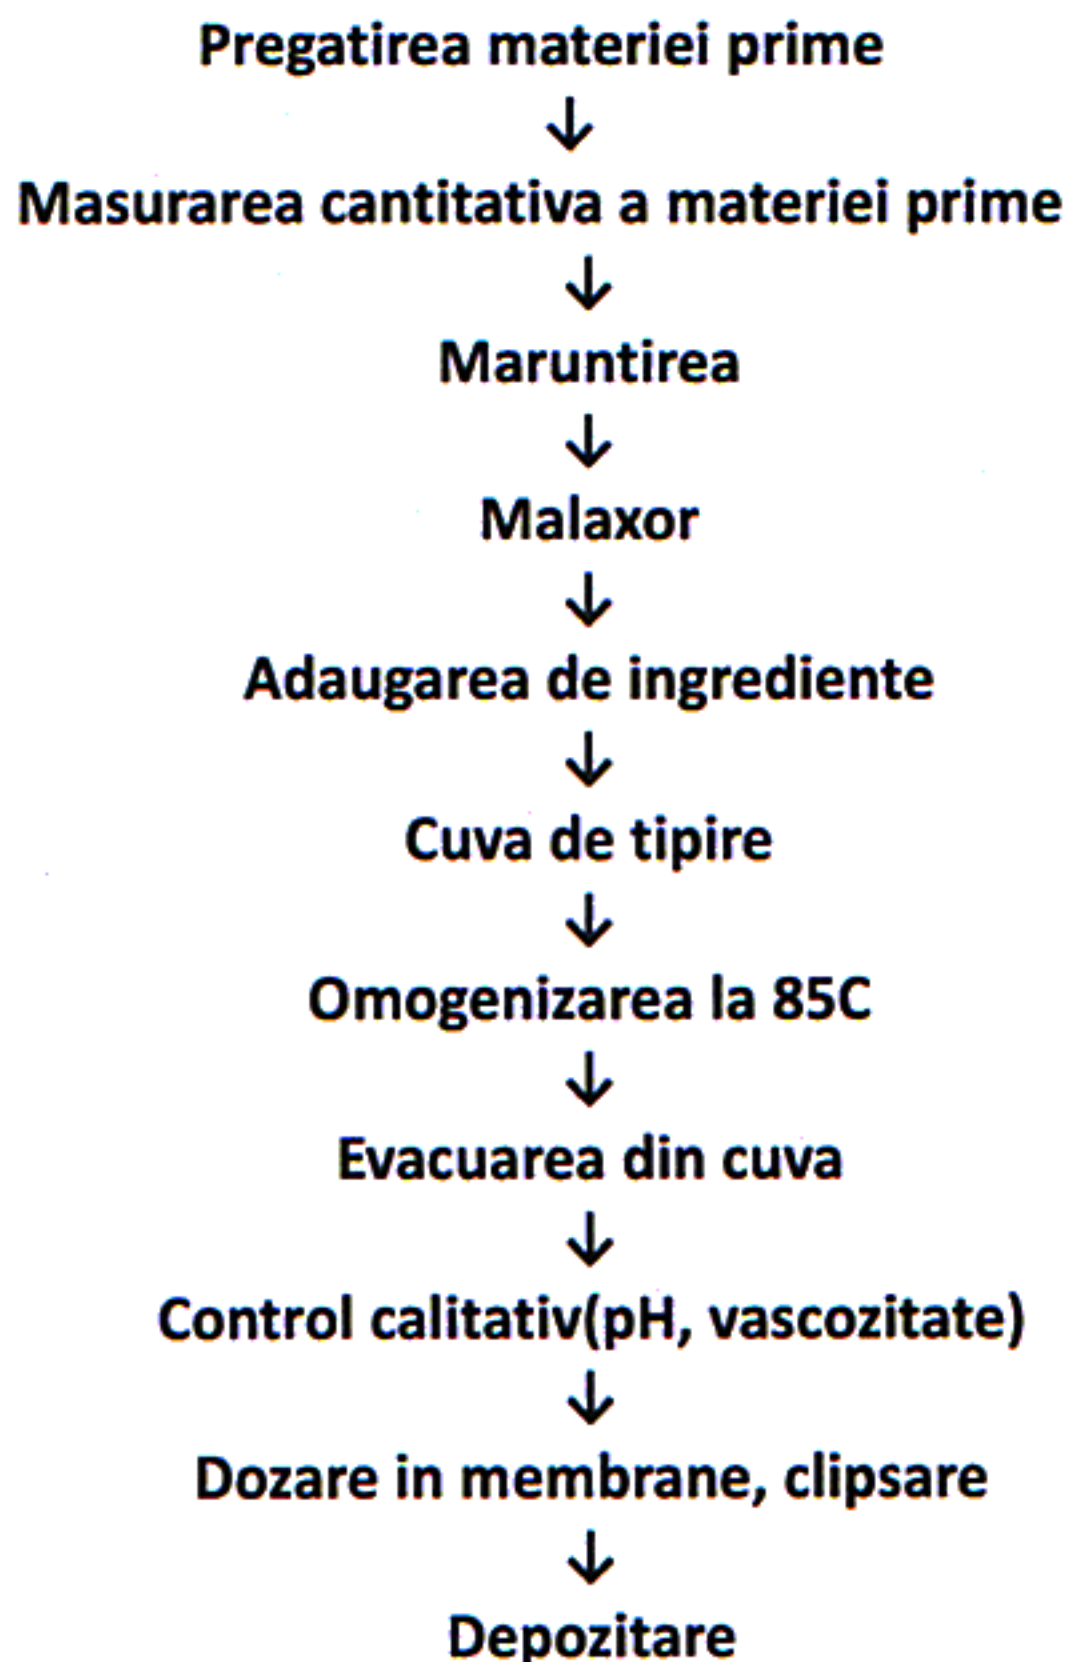 Pregatirea materiei prime
↓
Masurarea cantitativa a materiei prime
↓
Maruntirea
↓
Malaxor
↓
Adaugarea de ingrediente
↓
Cuva de tipire
↓
Omogenizarea la 85C
↓
Evacuarea din cuva
↓
Control calitativ(pH, vascozitate)
↓
Dozare in membrane, clipsare
↓
Depozitare